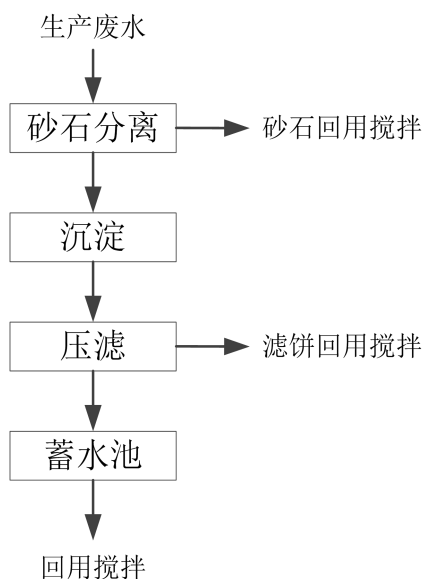 生产废水
砂石分离
砂石回用搅拌
沉淀
压滤
滤饼回用搅拌
蓄水池
回用搅拌